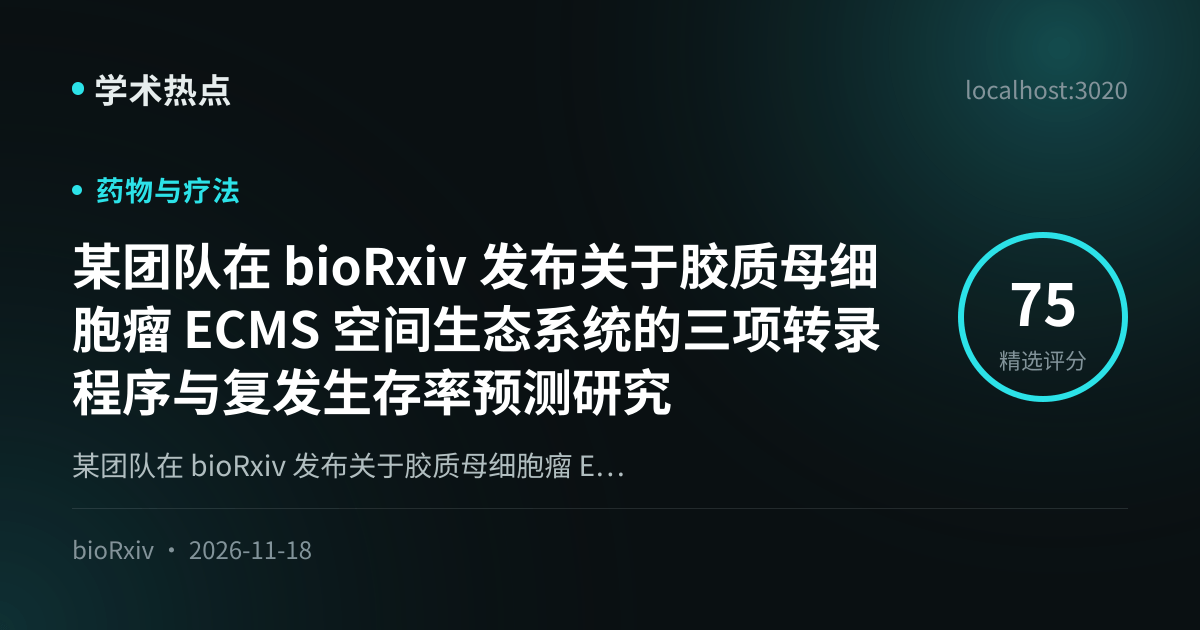 学术热点
localhost:3020
药物与疗法
某团队在 bioRxiv 发布关于胶质母细
胞瘤 ECMS 空间生态系统的三项转录
程序与复发生存率预测研究
75
精选评分
某团队在 bioRxiv 发布关于胶质母细胞瘤 E…
bioRxiv · 2026-11-18